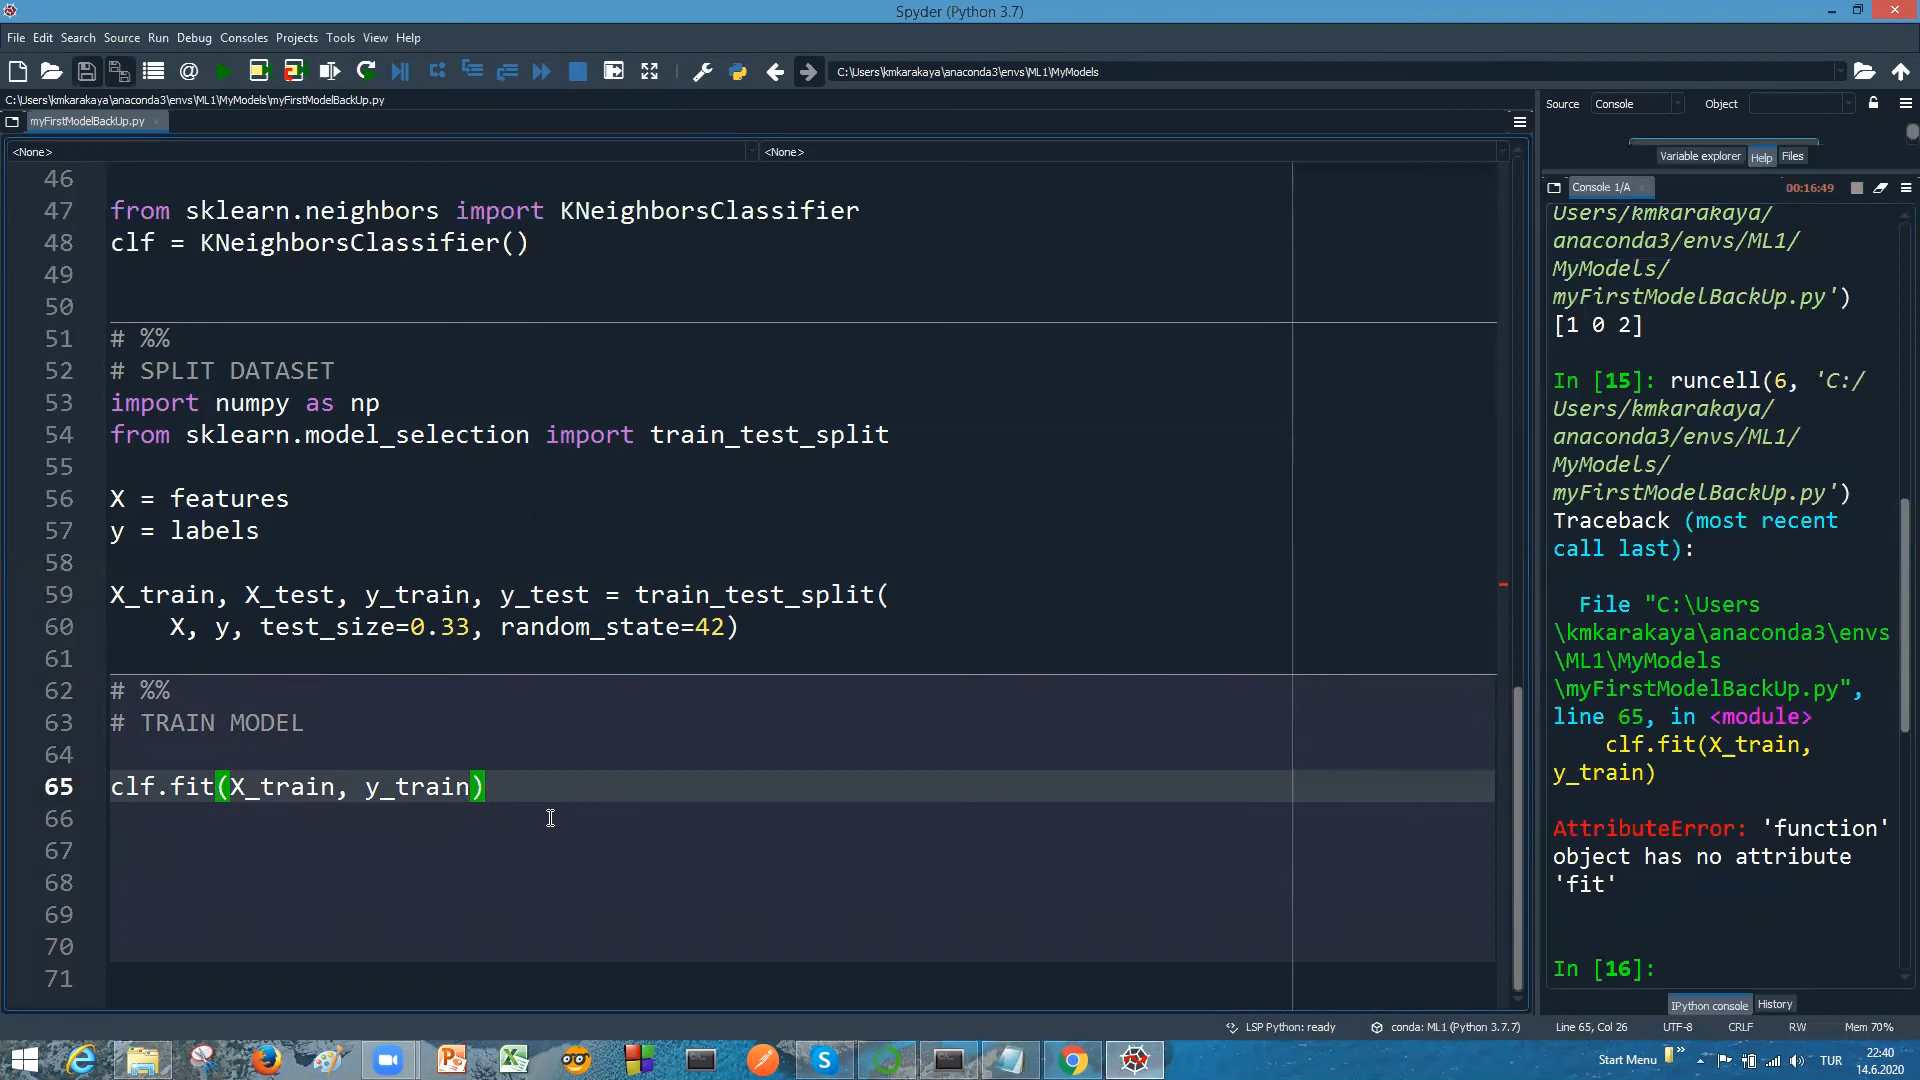 Spyder (Python 3.7)
File Edit Search Source Run Debug Consoles Projects Tools View Help
C:\Users\kmkarakaya\anaconda3\envs\ML1\MyModels
C:\Users\kmkarakaya\anaconda3\envs\ML1\MyModels\myFirstModelBackUp.py
myFirstModelBackUp.py
<None> <None>
46
47 from sklearn.neighbors import KNeighborsClassifier
48 clf = KNeighborsClassifier()
49
50
51 # %%
52 # SPLIT DATASET
53 import numpy as np
54 from sklearn.model_selection import train_test_split
55
56 X = features
57 y = labels
58
59 X_train, X_test, y_train, y_test = train_test_split(
60 X, y, test_size=0.33, random_state=42)
61
62 # %%
63 # TRAIN MODEL
64
65 clf.fit(X_train, y_train)
66
67
68
69
70
71
Source Console Object
Variable explorer Help Files
Console 1/A 00:16:49
Users/kmkarakaya/
anaconda3/envs/ML1/
MyModels/
myFirstModelBackUp.py')
[1 0 2]
In [15]: runcell(6, 'C:/
Users/kmkarakaya/
anaconda3/envs/ML1/
MyModels/
myFirstModelBackUp.py')
Traceback (most recent
call last):
File "C:\Users
\kmkarakaya\anaconda3\envs
\ML1\MyModels
\myFirstModelBackUp.py",
line 65, in <module>
clf.fit(X_train,
y_train)
AttributeError: 'function'
object has no attribute
'fit'
In [16]:
IPython console History
LSP Python: ready conda: ML1 (Python 3.7.7) Line 65, Col 26 UTF-8 CRLF RW Mem 70%
Start Menu TUR 22:40
14.6.2020